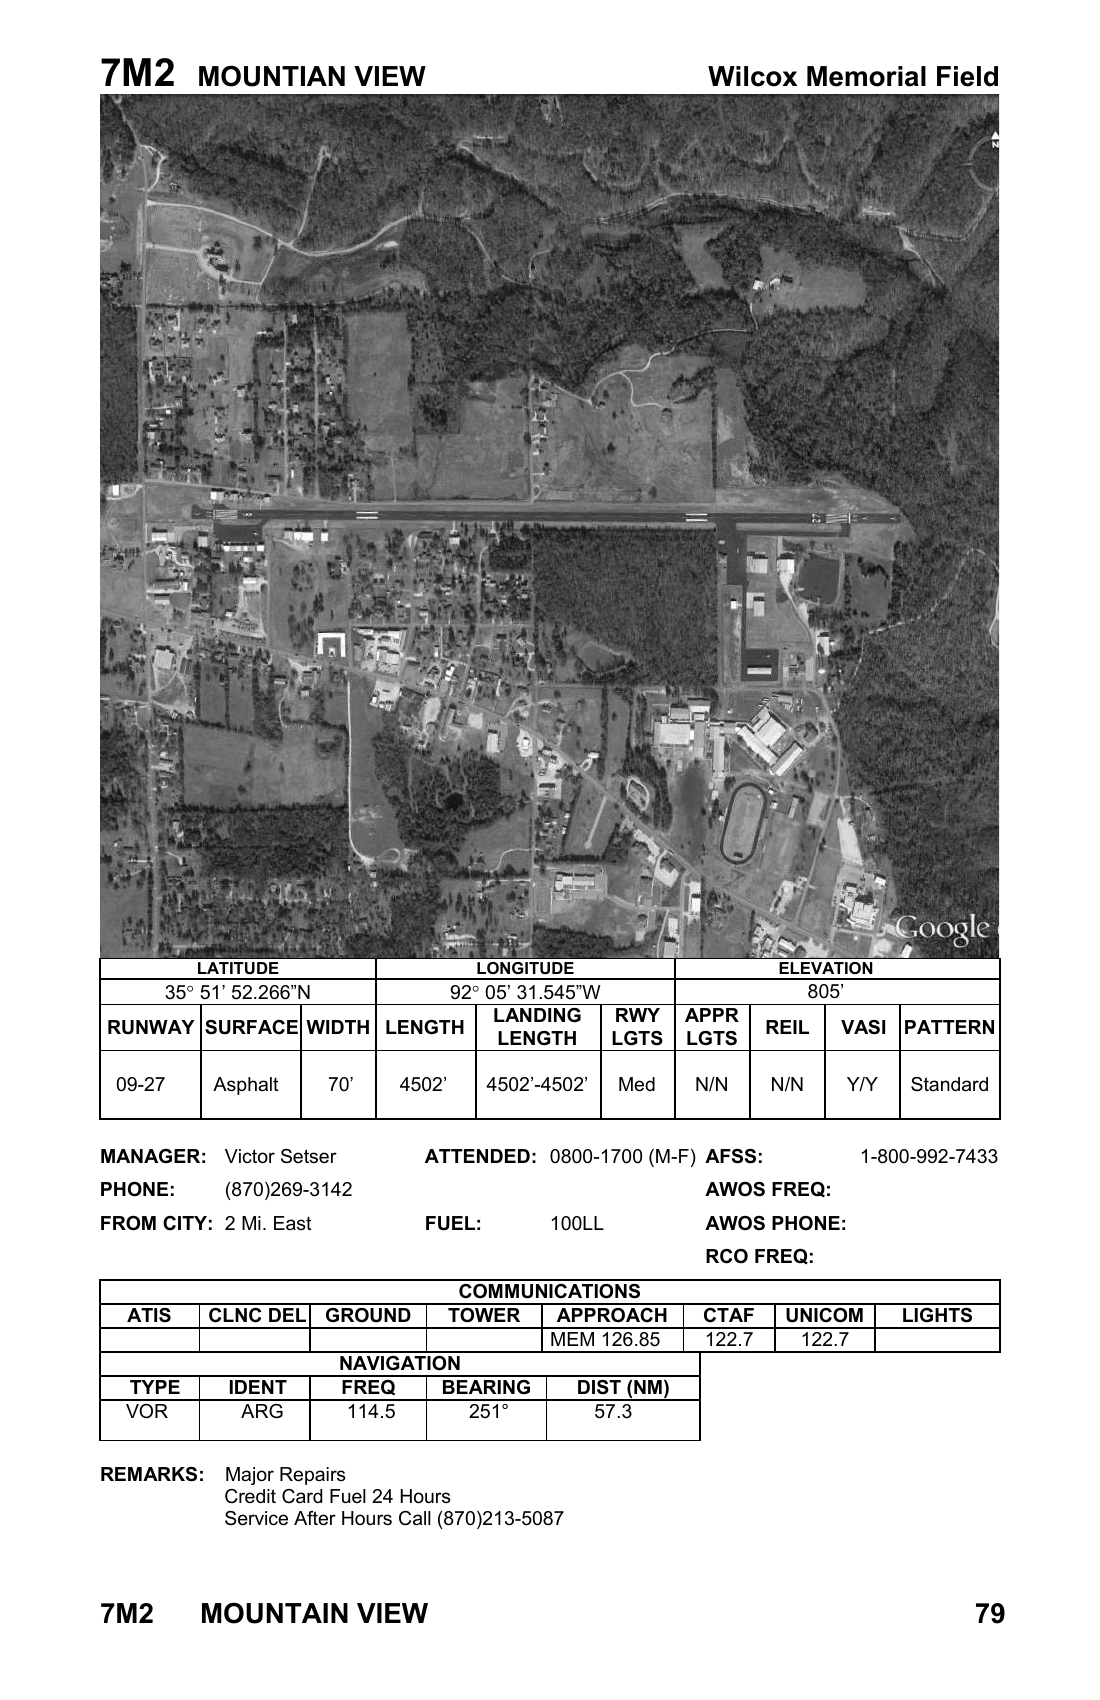 7M2 MOUNTIAN VIEW Wilcox Memorial Field
N
9
27
Google
LATITUDE LONGITUDE ELEVATION
35° 51’ 52.266”N 92° 05’ 31.545”W 805’
RUNWAY SURFACE WIDTH LENGTH LANDING LENGTH RWY LGTS APPR LGTS REIL VASI PATTERN
09-27 Asphalt 70’ 4502’ 4502’-4502’ Med N/N N/N Y/Y Standard
MANAGER: Victor Setser ATTENDED: 0800-1700 (M-F) AFSS: 1-800-992-7433
PHONE: (870)269-3142 AWOS FREQ:
FROM CITY: 2 Mi. East FUEL: 100LL AWOS PHONE:
RCO FREQ:
COMMUNICATIONS
ATIS CLNC DEL GROUND TOWER APPROACH CTAF UNICOM LIGHTS
MEM 126.85 122.7 122.7
NAVIGATION
TYPE IDENT FREQ BEARING DIST (NM)
VOR ARG 114.5 251° 57.3
REMARKS: Major Repairs
Credit Card Fuel 24 Hours
Service After Hours Call (870)213-5087
7M2 MOUNTAIN VIEW 79